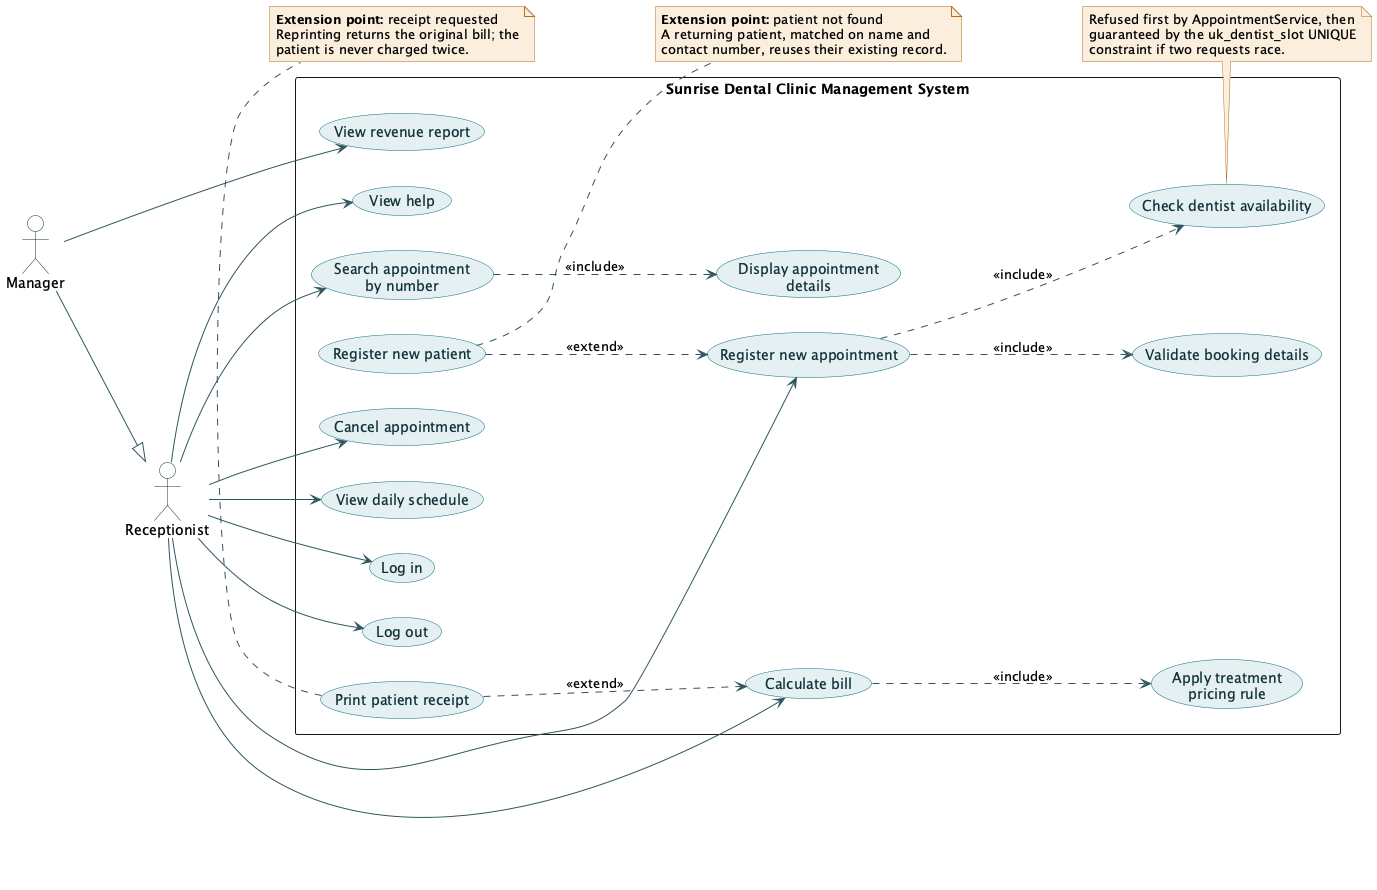 Extension point: receipt requested
Reprinting returns the original bill; the
patient is never charged twice.
Extension point: patient not found
A returning patient, matched on name and
contact number, reuses their existing record.
Refused first by AppointmentService, then
guaranteed by the uk_dentist_slot UNIQUE
constraint if two requests race.
Sunrise Dental Clinic Management System
View revenue report
View help
Check dentist availability
Manager
Search appointment
by number
«include»
Display appointment
details
«include»
Register new patient
«extend»
Register new appointment
«include»
Validate booking details
Cancel appointment
View daily schedule
Receptionist
Log in
Log out
Print patient receipt
«extend»
Calculate bill
«include»
Apply treatment
pricing rule